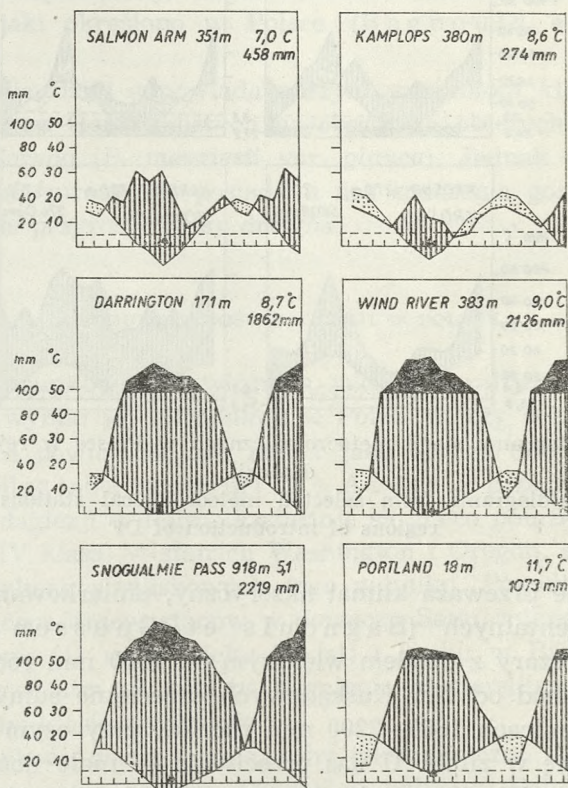 SALMON ARM 351m 7,0 C
458 mm
mm °C
100 50
80 40
60 30
40 20
20 10
KAMPLOPS 380m 8,6°C
274 mm
DARRINGTON 171m 8,7°C
1862mm
mm °C
100 50
80 40
60 30
40 20
20 10
WIND RIVER 383m 9,0°C
2126mm
SNOGUALMIE PASS 918m 5,1
2219 mm
mm °C
100 50
80 40
60 30
40 20
20 10
PORTLAND 18m 11,7°C
1073 mm